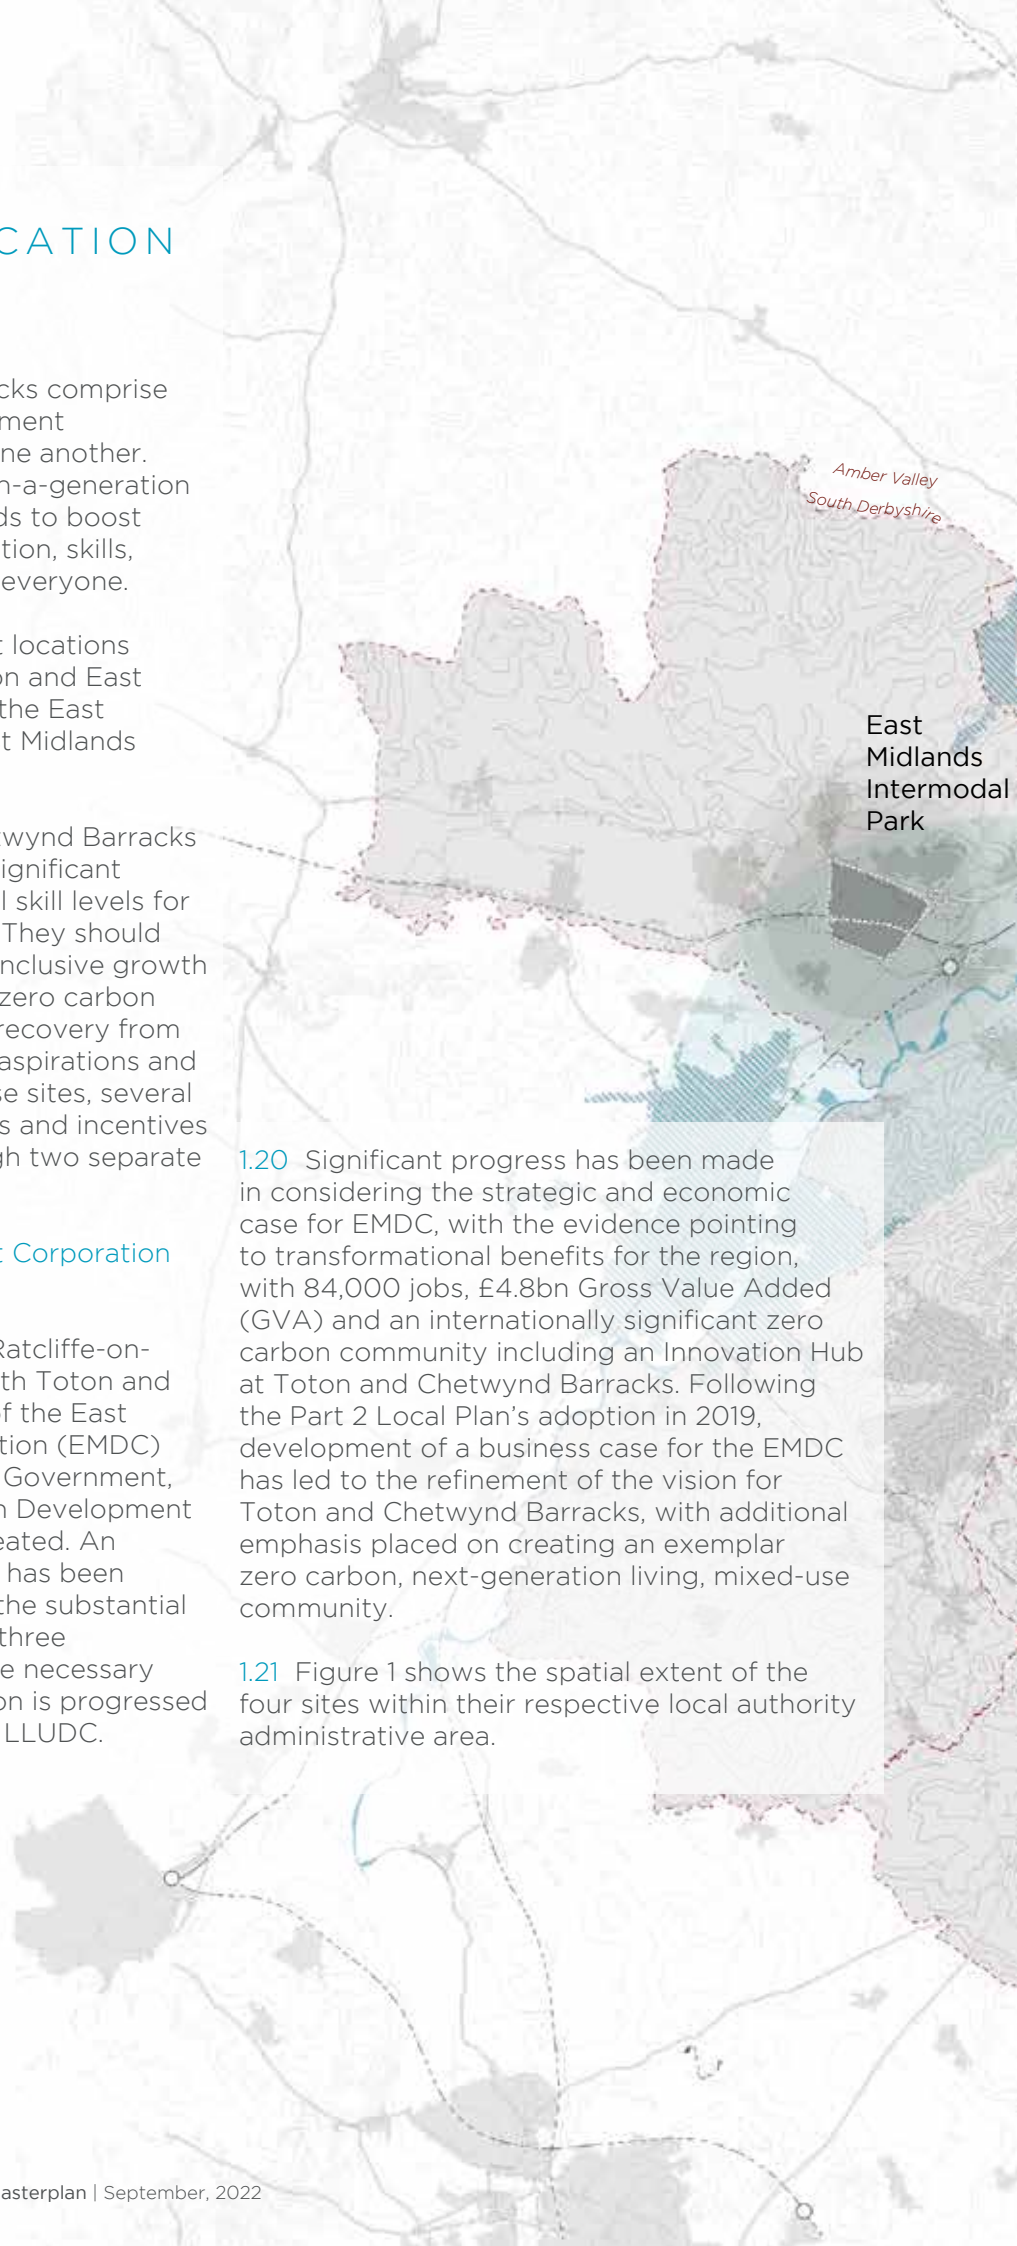 CATION
cks comprise
ment
ne another.
n-a-generation
ds to boost
tion, skills,
everyone.
t locations
on and East
the East
t Midlands
wynd Barracks
ignificant
l skill levels for
They should
nclusive growth
zero carbon
recovery from
aspirations and
se sites, several
s and incentives
gh two separate
t Corporation
Ratcliffe-on-
th Toton and
of the East
tion (EMDC)
Government,
n Development
eated. An
has been
the substantial
three
e necessary
on is progressed
LLUDC.
1.20 Significant progress has been made
in considering the strategic and economic
case for EMDC, with the evidence pointing
to transformational benefits for the region,
with 84,000 jobs, £4.8bn Gross Value Added
(GVA) and an internationally significant zero
carbon community including an Innovation Hub
at Toton and Chetwynd Barracks. Following
the Part 2 Local Plan's adoption in 2019,
development of a business case for the EMDC
has led to the refinement of the vision for
Toton and Chetwynd Barracks, with additional
emphasis placed on creating an exemplar
zero carbon, next-generation living, mixed-use
community.
1.21 Figure 1 shows the spatial extent of the
four sites within their respective local authority
administrative area.
Amber Valley
South Derbyshire
East
Midlands
Intermodal
Park
asterplan | September, 2022